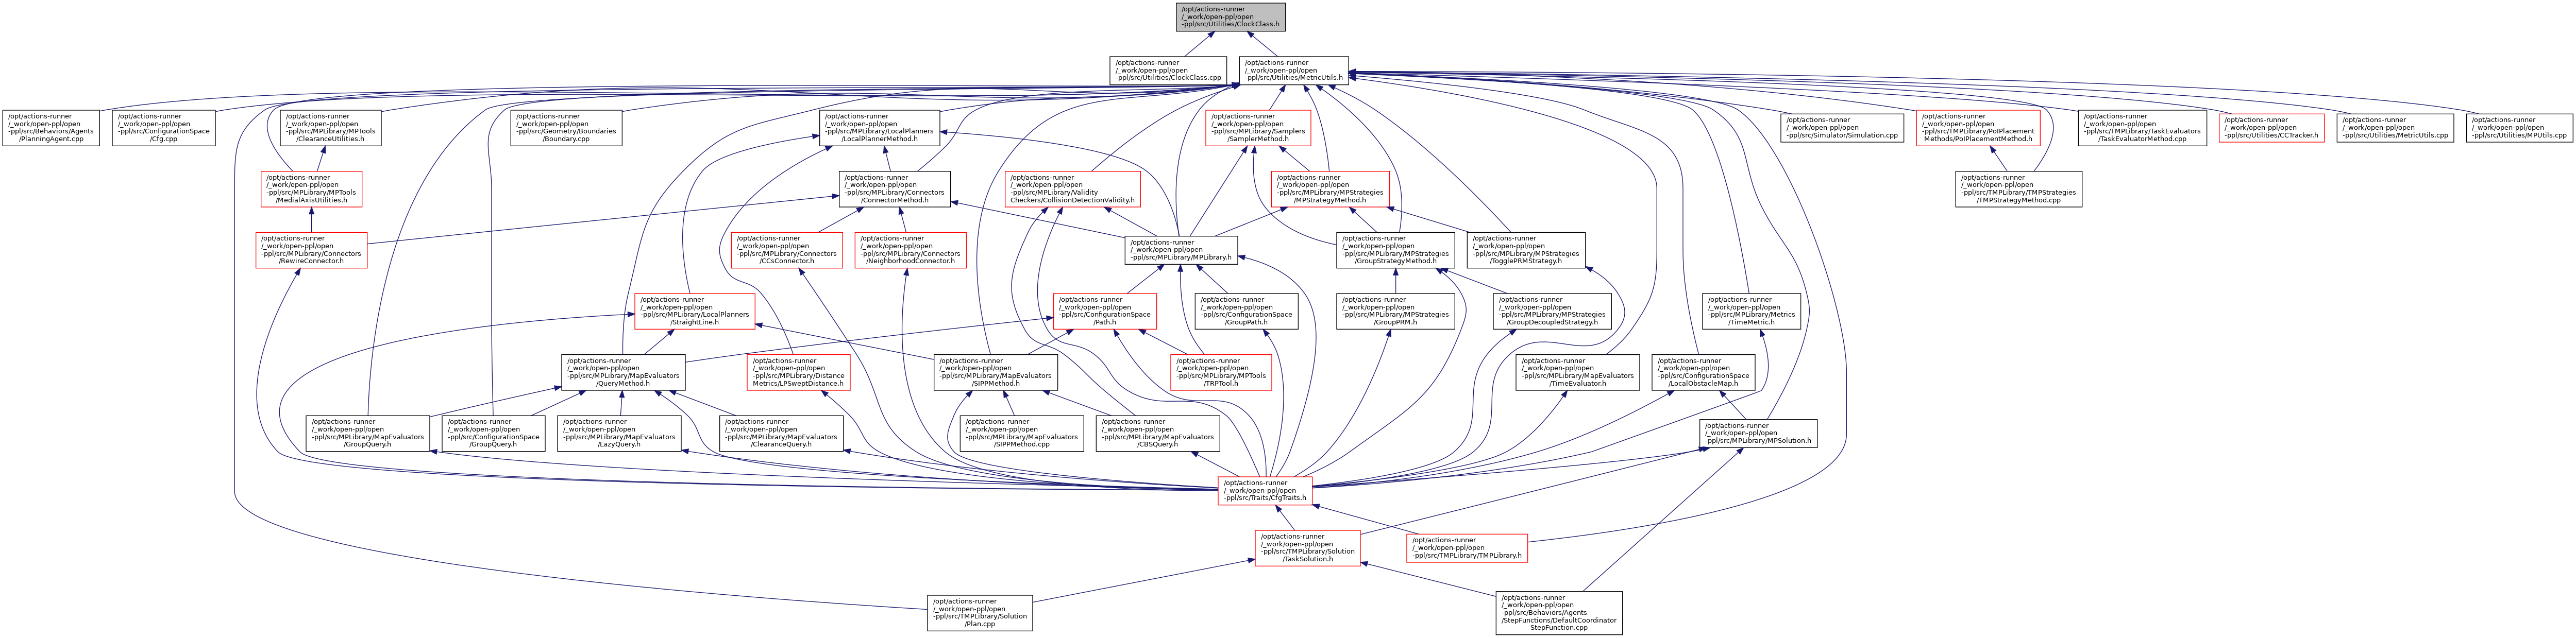 /opt/actions-runner
/_work/open-ppl/open
-ppl/src/Utilities/ClockClass.h
/opt/actions-runner
/_work/open-ppl/open
-ppl/src/Utilities/ClockClass.cpp
/opt/actions-runner
/_work/open-ppl/open
-ppl/src/Utilities/MetricUtils.h
/opt/actions-runner
/_work/open-ppl/open
-ppl/src/Behaviors/Agents
/PlanningAgent.cpp
/opt/actions-runner
/_work/open-ppl/open
-ppl/src/ConfigurationSpace
/Cfg.cpp
/opt/actions-runner
/_work/open-ppl/open
-ppl/src/MPLibrary/MPTools
/ClearanceUtilities.h
/opt/actions-runner
/_work/open-ppl/open
-ppl/src/Geometry/Boundaries
/Boundary.cpp
/opt/actions-runner
/_work/open-ppl/open
-ppl/src/MPLibrary/LocalPlanners
/LocalPlannerMethod.h
/opt/actions-runner
/_work/open-ppl/open
-ppl/src/MPLibrary/Samplers
/SamplerMethod.h
/opt/actions-runner
/_work/open-ppl/open
-ppl/src/Simulator/Simulation.cpp
/opt/actions-runner
/_work/open-ppl/open
-ppl/src/TMPLibrary/PoIPlacement
Methods/PoIPlacementMethod.h
/opt/actions-runner
/_work/open-ppl/open
-ppl/src/TMPLibrary/TaskEvaluators
/TaskEvaluatorMethod.cpp
/opt/actions-runner
/_work/open-ppl/open
-ppl/src/Utilities/CCTracker.h
/opt/actions-runner
/_work/open-ppl/open
-ppl/src/Utilities/MetricUtils.cpp
/opt/actions-runner
/_work/open-ppl/open
-ppl/src/Utilities/MPUtils.cpp
/opt/actions-runner
/_work/open-ppl/open
-ppl/src/MPLibrary/MPTools
/MedialAxisUtilities.h
/opt/actions-runner
/_work/open-ppl/open
-ppl/src/MPLibrary/Connectors
/ConnectorMethod.h
/opt/actions-runner
/_work/open-ppl/open
-ppl/src/MPLibrary/Validity
Checkers/CollisionDetectionValidity.h
/opt/actions-runner
/_work/open-ppl/open
-ppl/src/MPLibrary/MPStrategies
/MPStrategyMethod.h
/opt/actions-runner
/_work/open-ppl/open
-ppl/src/TMPLibrary/TMPStrategies
/TMPStrategyMethod.cpp
/opt/actions-runner
/_work/open-ppl/open
-ppl/src/MPLibrary/Connectors
/RewireConnector.h
/opt/actions-runner
/_work/open-ppl/open
-ppl/src/MPLibrary/Connectors
/CCsConnector.h
/opt/actions-runner
/_work/open-ppl/open
-ppl/src/MPLibrary/Connectors
/NeighborhoodConnector.h
/opt/actions-runner
/_work/open-ppl/open
-ppl/src/MPLibrary/MPLibrary.h
/opt/actions-runner
/_work/open-ppl/open
-ppl/src/MPLibrary/MPStrategies
/GroupStrategyMethod.h
/opt/actions-runner
/_work/open-ppl/open
-ppl/src/MPLibrary/MPStrategies
/TogglePRMStrategy.h
/opt/actions-runner
/_work/open-ppl/open
-ppl/src/MPLibrary/LocalPlanners
/StraightLine.h
/opt/actions-runner
/_work/open-ppl/open
-ppl/src/ConfigurationSpace
/Path.h
/opt/actions-runner
/_work/open-ppl/open
-ppl/src/ConfigurationSpace
/GroupPath.h
/opt/actions-runner
/_work/open-ppl/open
-ppl/src/MPLibrary/MPStrategies
/GroupPRM.h
/opt/actions-runner
/_work/open-ppl/open
-ppl/src/MPLibrary/MPStrategies
/GroupDecoupledStrategy.h
/opt/actions-runner
/_work/open-ppl/open
-ppl/src/MPLibrary/Metrics
/TimeMetric.h
/opt/actions-runner
/_work/open-ppl/open
-ppl/src/MPLibrary/MapEvaluators
/QueryMethod.h
/opt/actions-runner
/_work/open-ppl/open
-ppl/src/MPLibrary/Distance
Metrics/LPSweptDistance.h
/opt/actions-runner
/_work/open-ppl/open
-ppl/src/MPLibrary/MapEvaluators
/SIPPMethod.h
/opt/actions-runner
/_work/open-ppl/open
-ppl/src/MPLibrary/MPTools
/TRPTool.h
/opt/actions-runner
/_work/open-ppl/open
-ppl/src/MPLibrary/MapEvaluators
/TimeEvaluator.h
/opt/actions-runner
/_work/open-ppl/open
-ppl/src/ConfigurationSpace
/LocalObstacleMap.h
/opt/actions-runner
/_work/open-ppl/open
-ppl/src/MPLibrary/MapEvaluators
/GroupQuery.h
/opt/actions-runner
/_work/open-ppl/open
-ppl/src/ConfigurationSpace
/GroupQuery.h
/opt/actions-runner
/_work/open-ppl/open
-ppl/src/MPLibrary/MapEvaluators
/LazyQuery.h
/opt/actions-runner
/_work/open-ppl/open
-ppl/src/MPLibrary/MapEvaluators
/ClearanceQuery.h
/opt/actions-runner
/_work/open-ppl/open
-ppl/src/MPLibrary/MapEvaluators
/SIPPMethod.cpp
/opt/actions-runner
/_work/open-ppl/open
-ppl/src/MPLibrary/MapEvaluators
/CBSQuery.h
/opt/actions-runner
/_work/open-ppl/open
-ppl/src/MPLibrary/MPSolution.h
/opt/actions-runner
/_work/open-ppl/open
-ppl/src/Traits/CfgTraits.h
/opt/actions-runner
/_work/open-ppl/open
-ppl/src/TMPLibrary/Solution
/TaskSolution.h
/opt/actions-runner
/_work/open-ppl/open
-ppl/src/TMPLibrary/TMPLibrary.h
/opt/actions-runner
/_work/open-ppl/open
-ppl/src/TMPLibrary/Solution
/Plan.cpp
/opt/actions-runner
/_work/open-ppl/open
-ppl/src/Behaviors/Agents
/StepFunctions/DefaultCoordinator
StepFunction.cpp